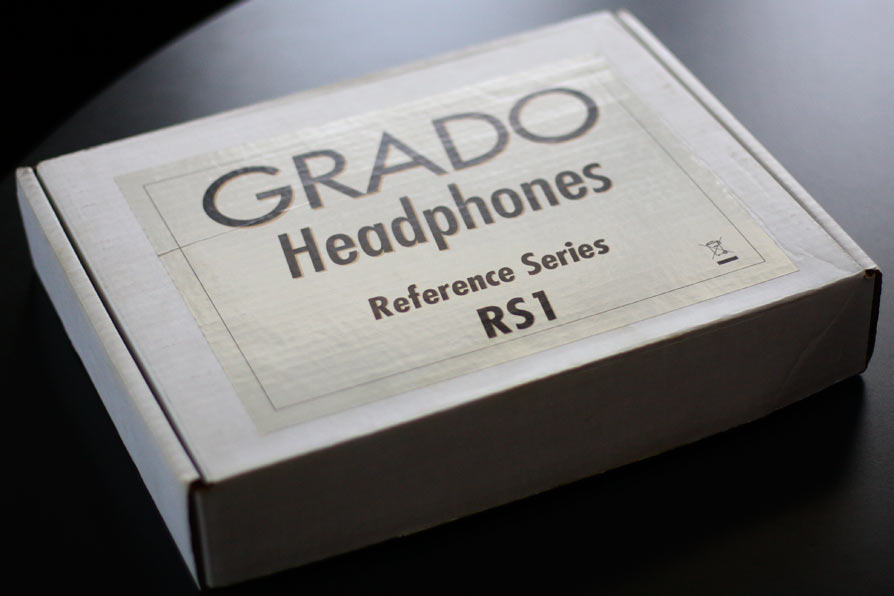 GRADO
Headphones
Reference Series
RS1